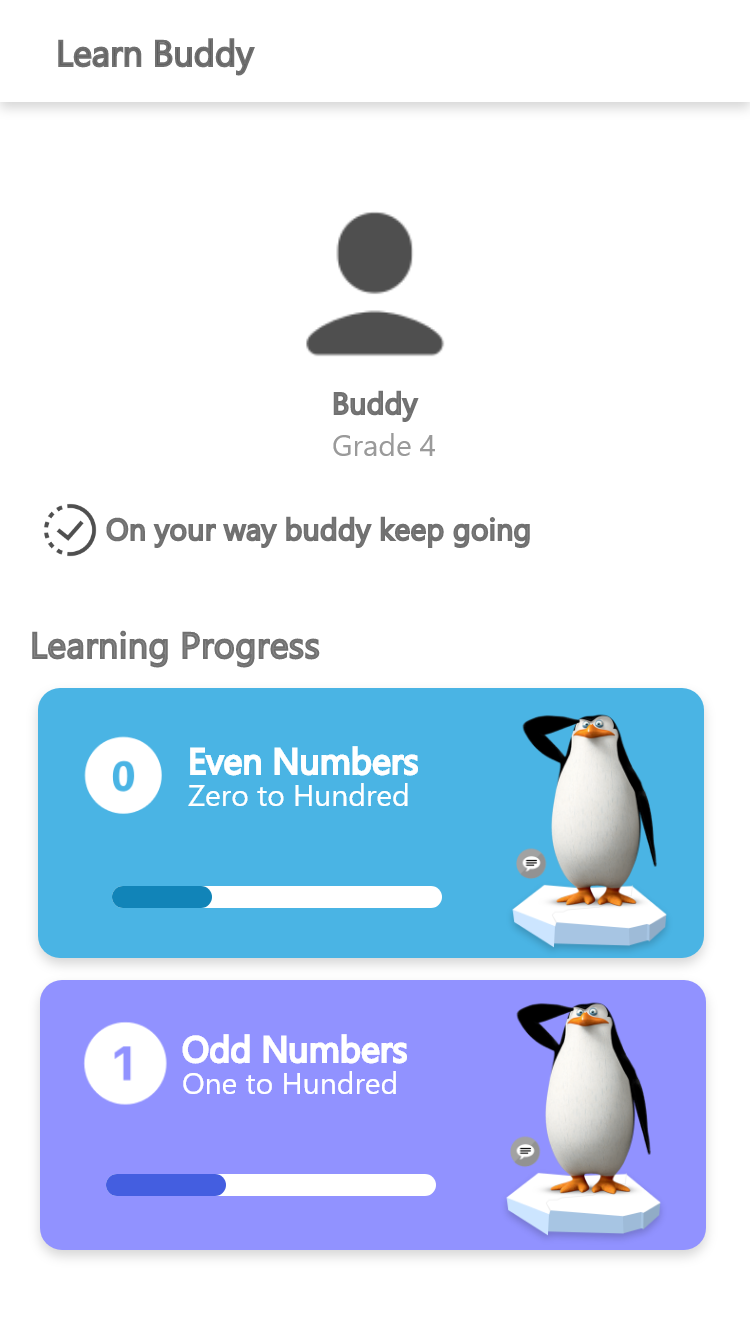 Learn Buddy
Buddy
Grade 4
On your way buddy keep going
Learning Progress
0
Even Numbers
Zero to Hundred
1
Odd Numbers
One to Hundred